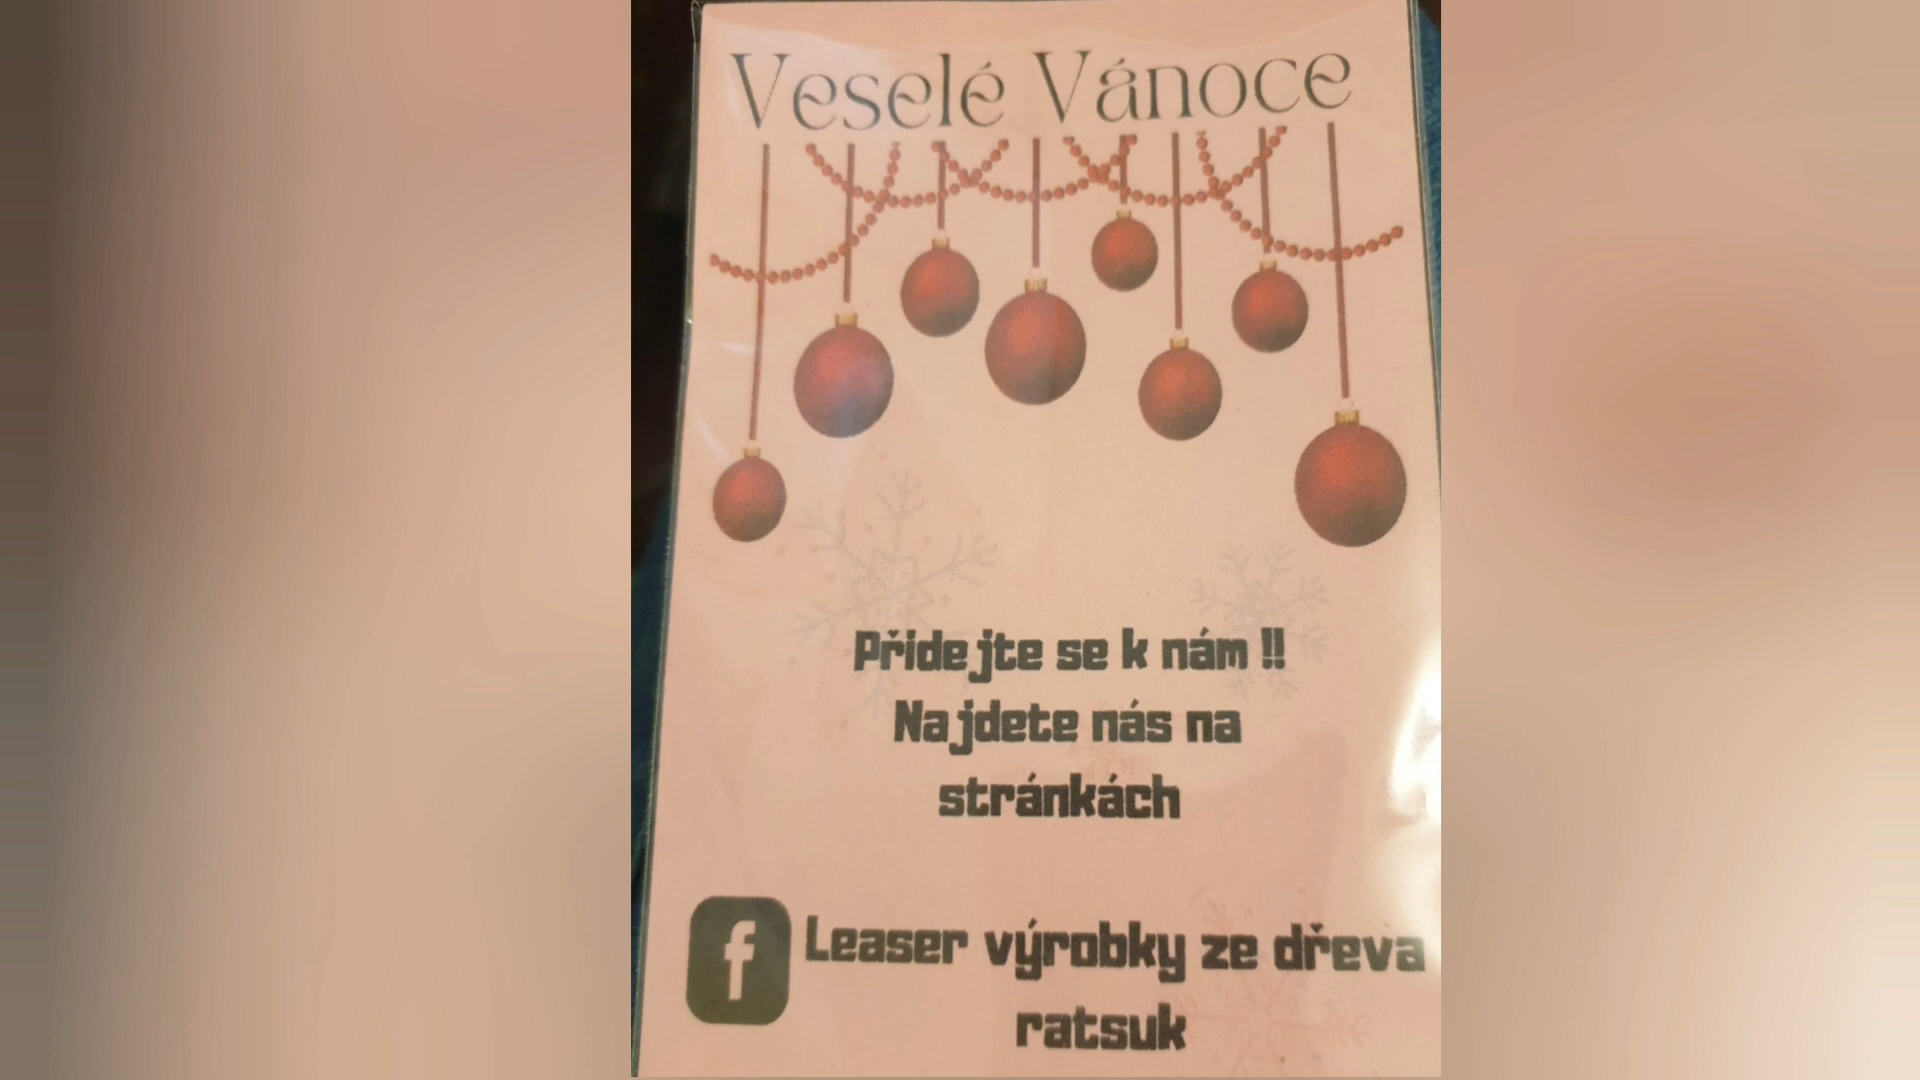 Veselé Vánoce
Přidejte se k nám !!
Najdete nás na
stránkách
f Leaser výrobky ze dřeva
ratsuk